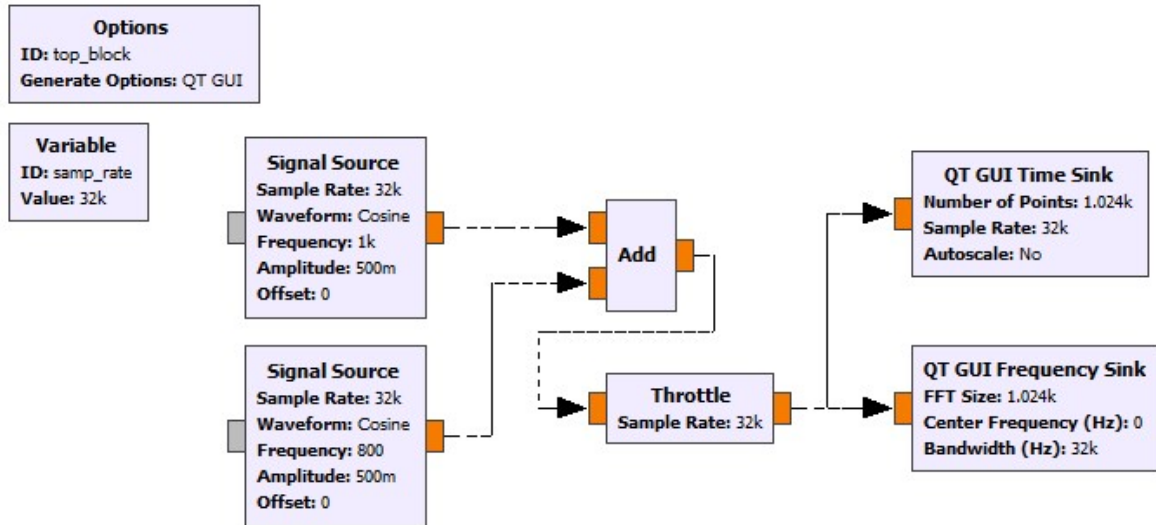 Options
ID: top_block
Generate Options: QT GUI
Variable
ID: samp_rate
Value: 32k
Signal Source
Sample Rate: 32k
Waveform: Cosine
Frequency: 1k
Amplitude: 500m
Offset: 0
Signal Source
Sample Rate: 32k
Waveform: Cosine
Frequency: 800
Amplitude: 500m
Offset: 0
Add
Throttle
Sample Rate: 32k
QT GUI Time Sink
Number of Points: 1.024k
Sample Rate: 32k
Autoscale: No
QT GUI Frequency Sink
FFT Size: 1.024k
Center Frequency (Hz): 0
Bandwidth (Hz): 32k